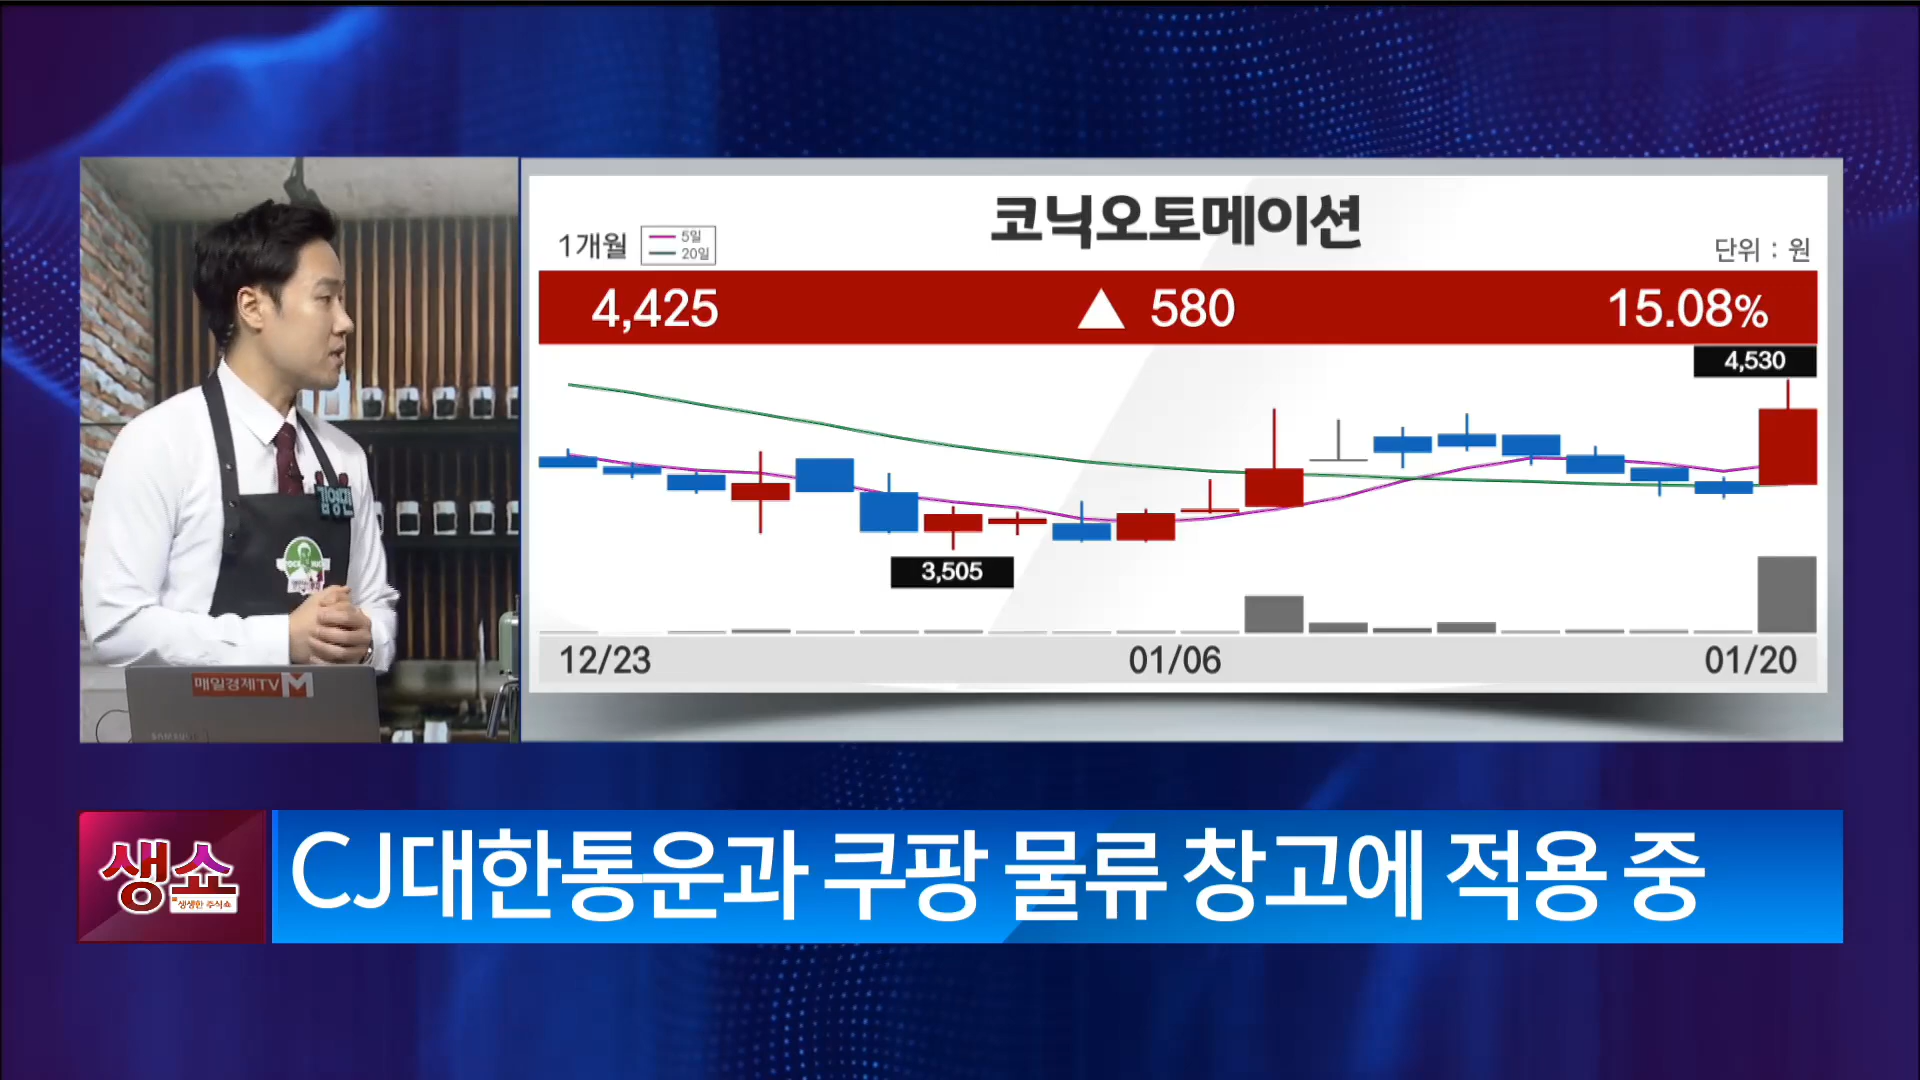 코닉오토메이션
1개월
5일
20일
단위 : 원
4,425 ▲ 580 15.08%
4,530
3,505
12/23 01/06 01/20
김영민
매일경제TV M
생쇼
생생한 주식쇼
CJ대한통운과 쿠팡 물류 창고에 적용 중